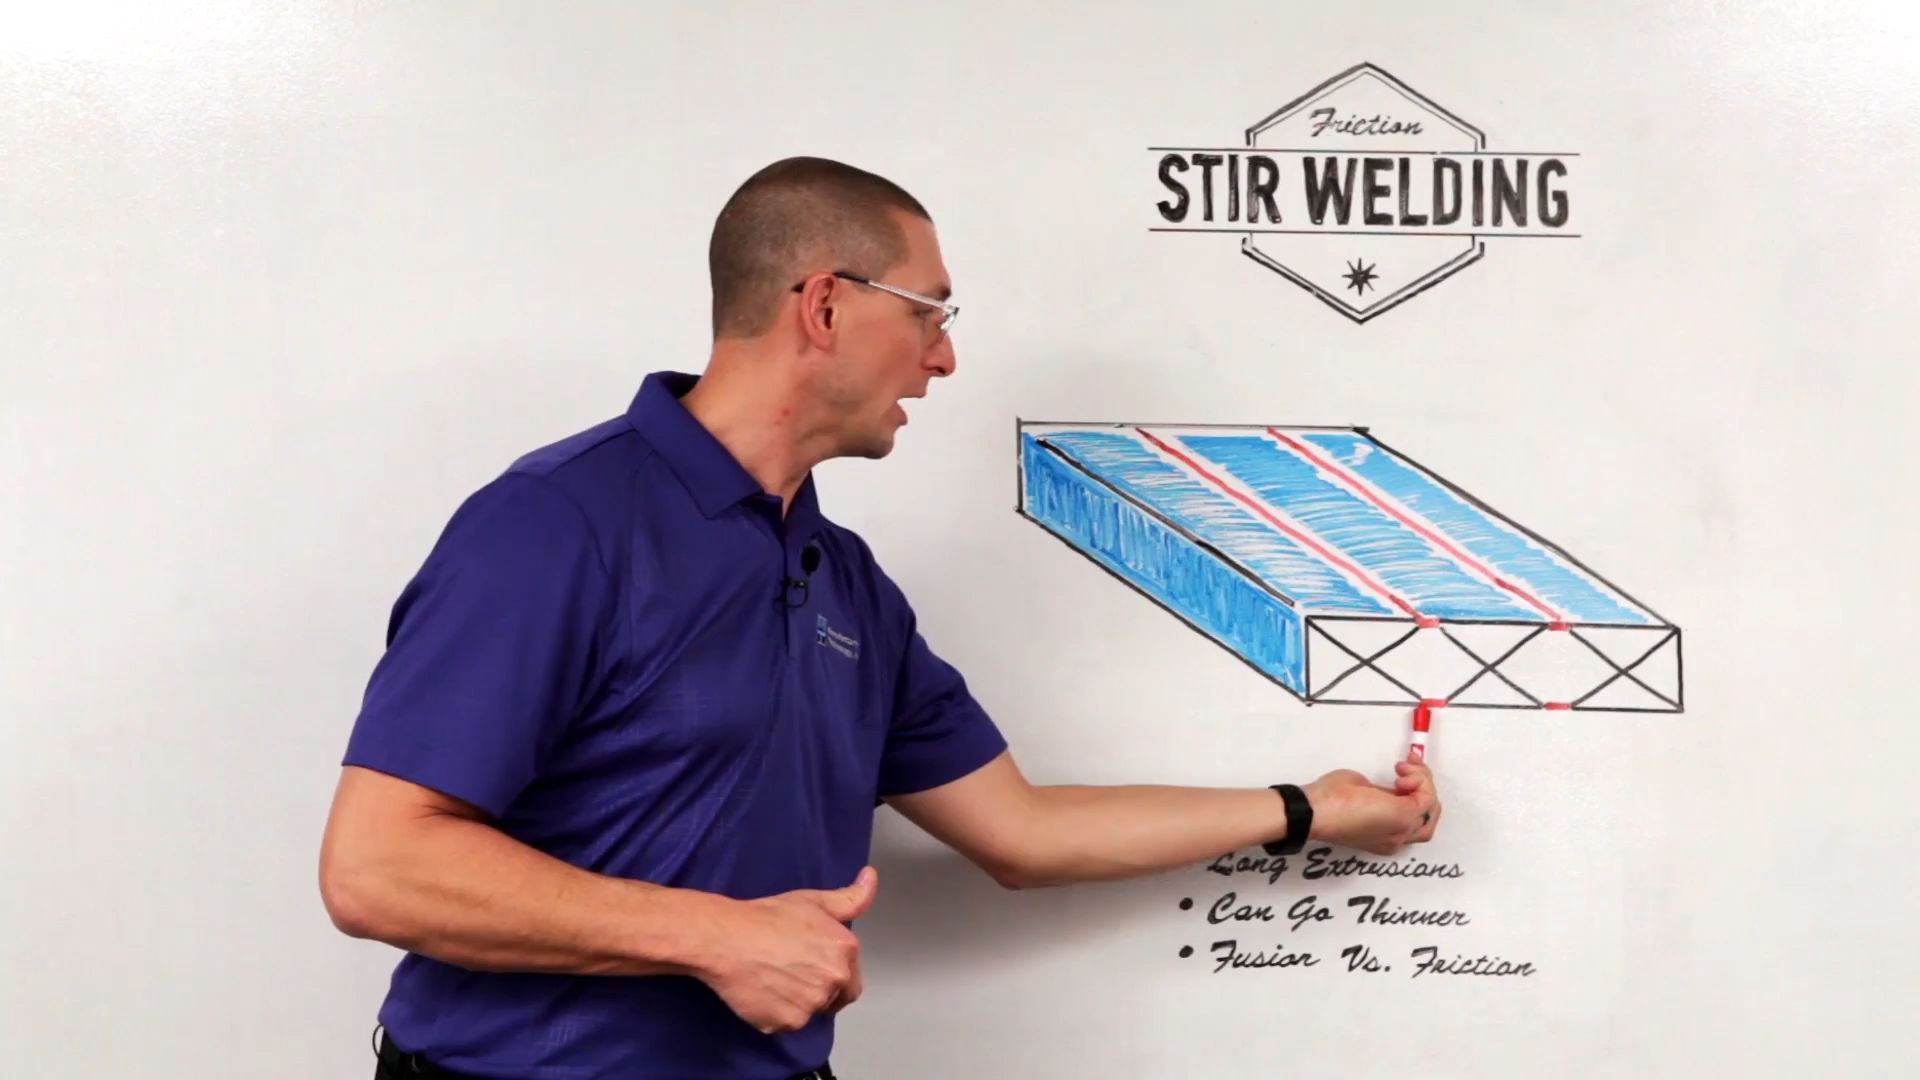 Friction
STIR WELDING
Long Extrusions
• Can Go Thinner
• Fusion Vs. Friction